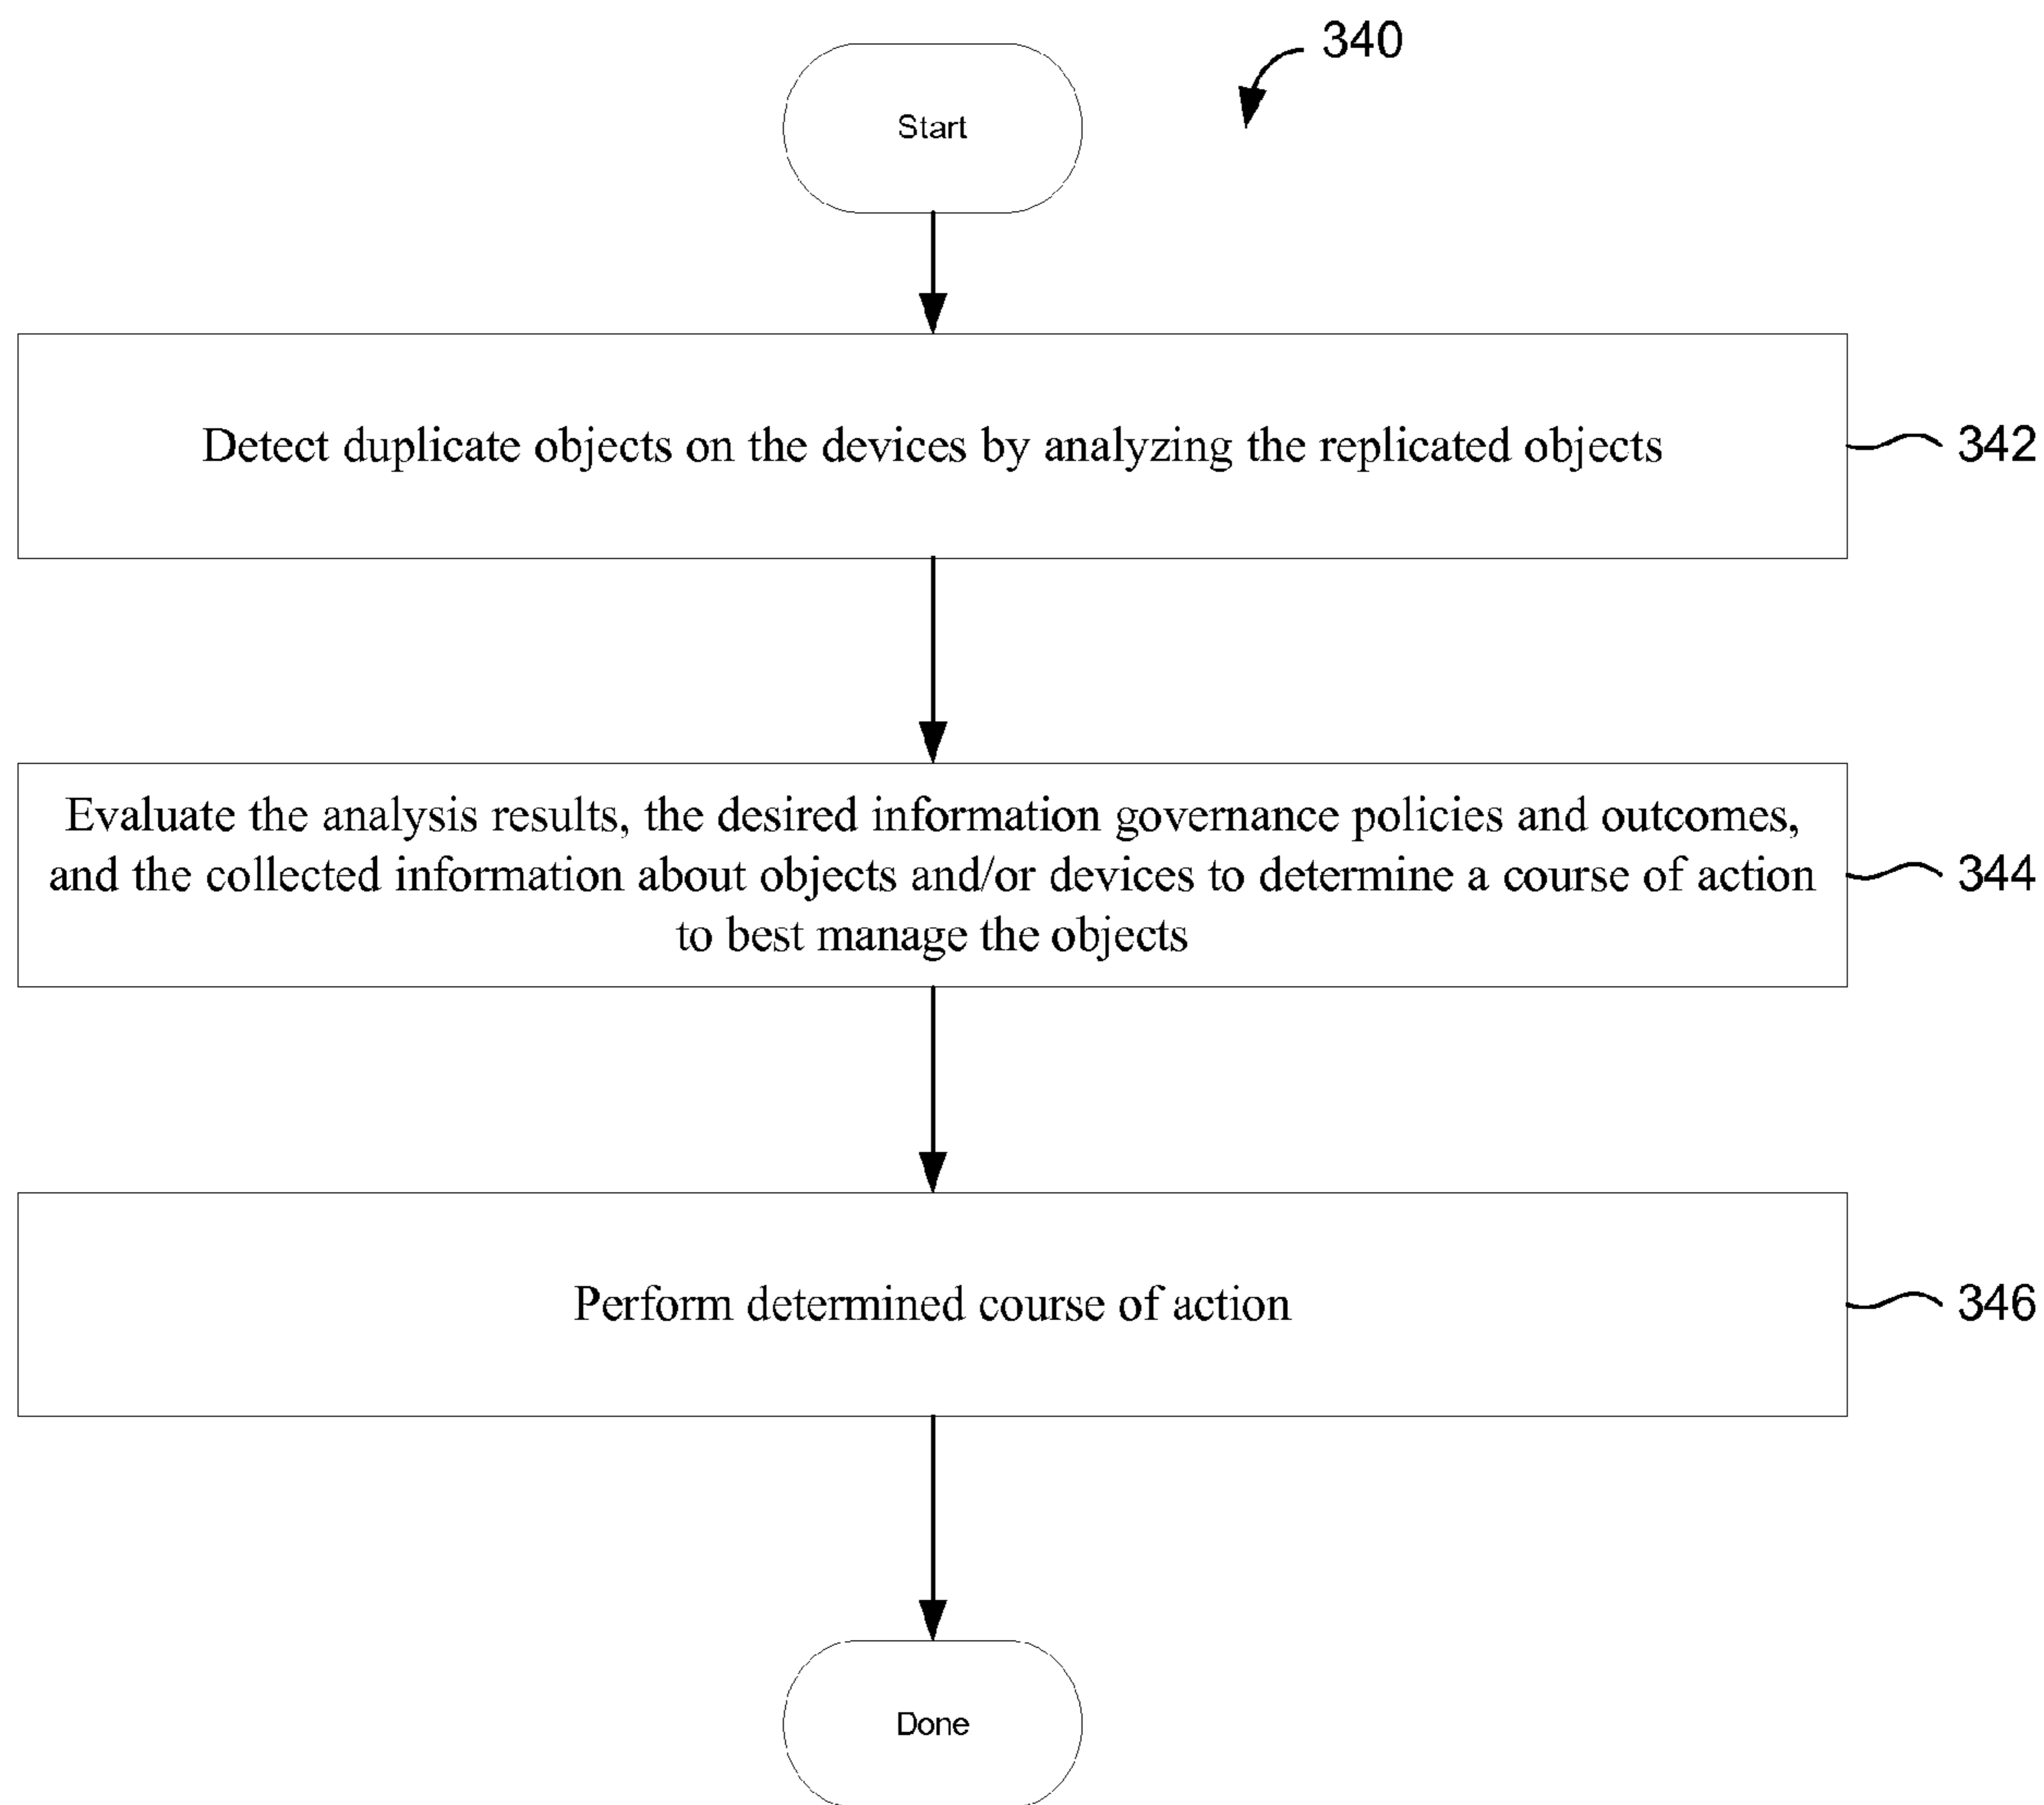 340
Start
Detect duplicate objects on the devices by analyzing the replicated objects
342
Evaluate the analysis results, the desired information governance policies and outcomes,
and the collected information about objects and/or devices to determine a course of action
to best manage the objects
344
Perform determined course of action
346
Done